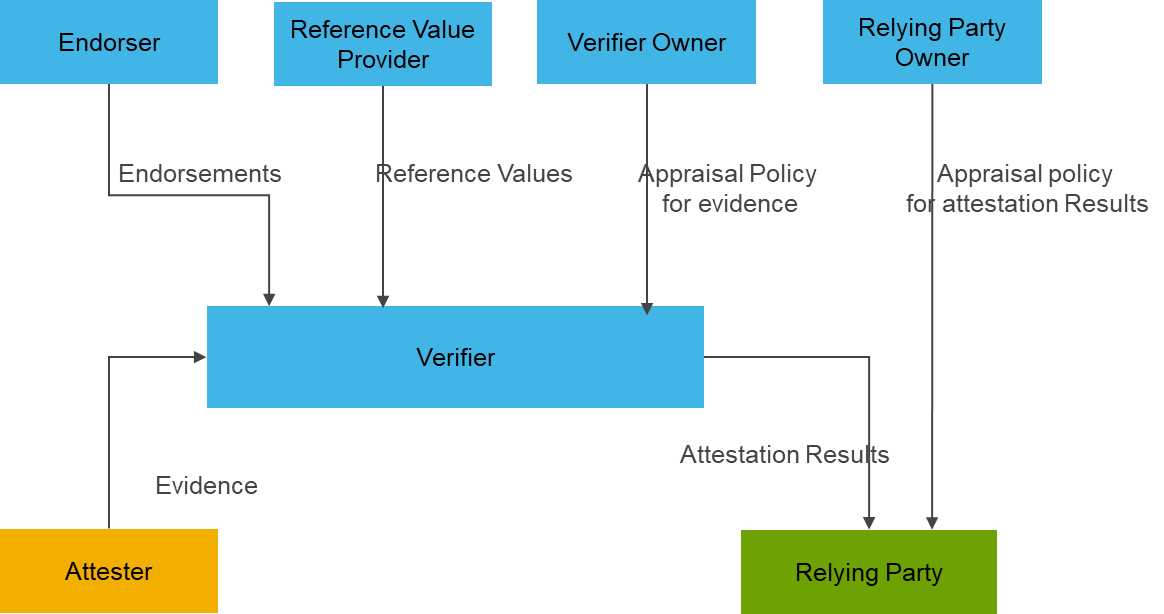 Endorser
Reference Value
Provider
Verifier Owner
Relying Party
Owner
Endorsements
Reference Values
Appraisal Policy
for evidence
Appraisal policy
for attestation Results
Verifier
Attestation Results
Evidence
Attester
Relying Party